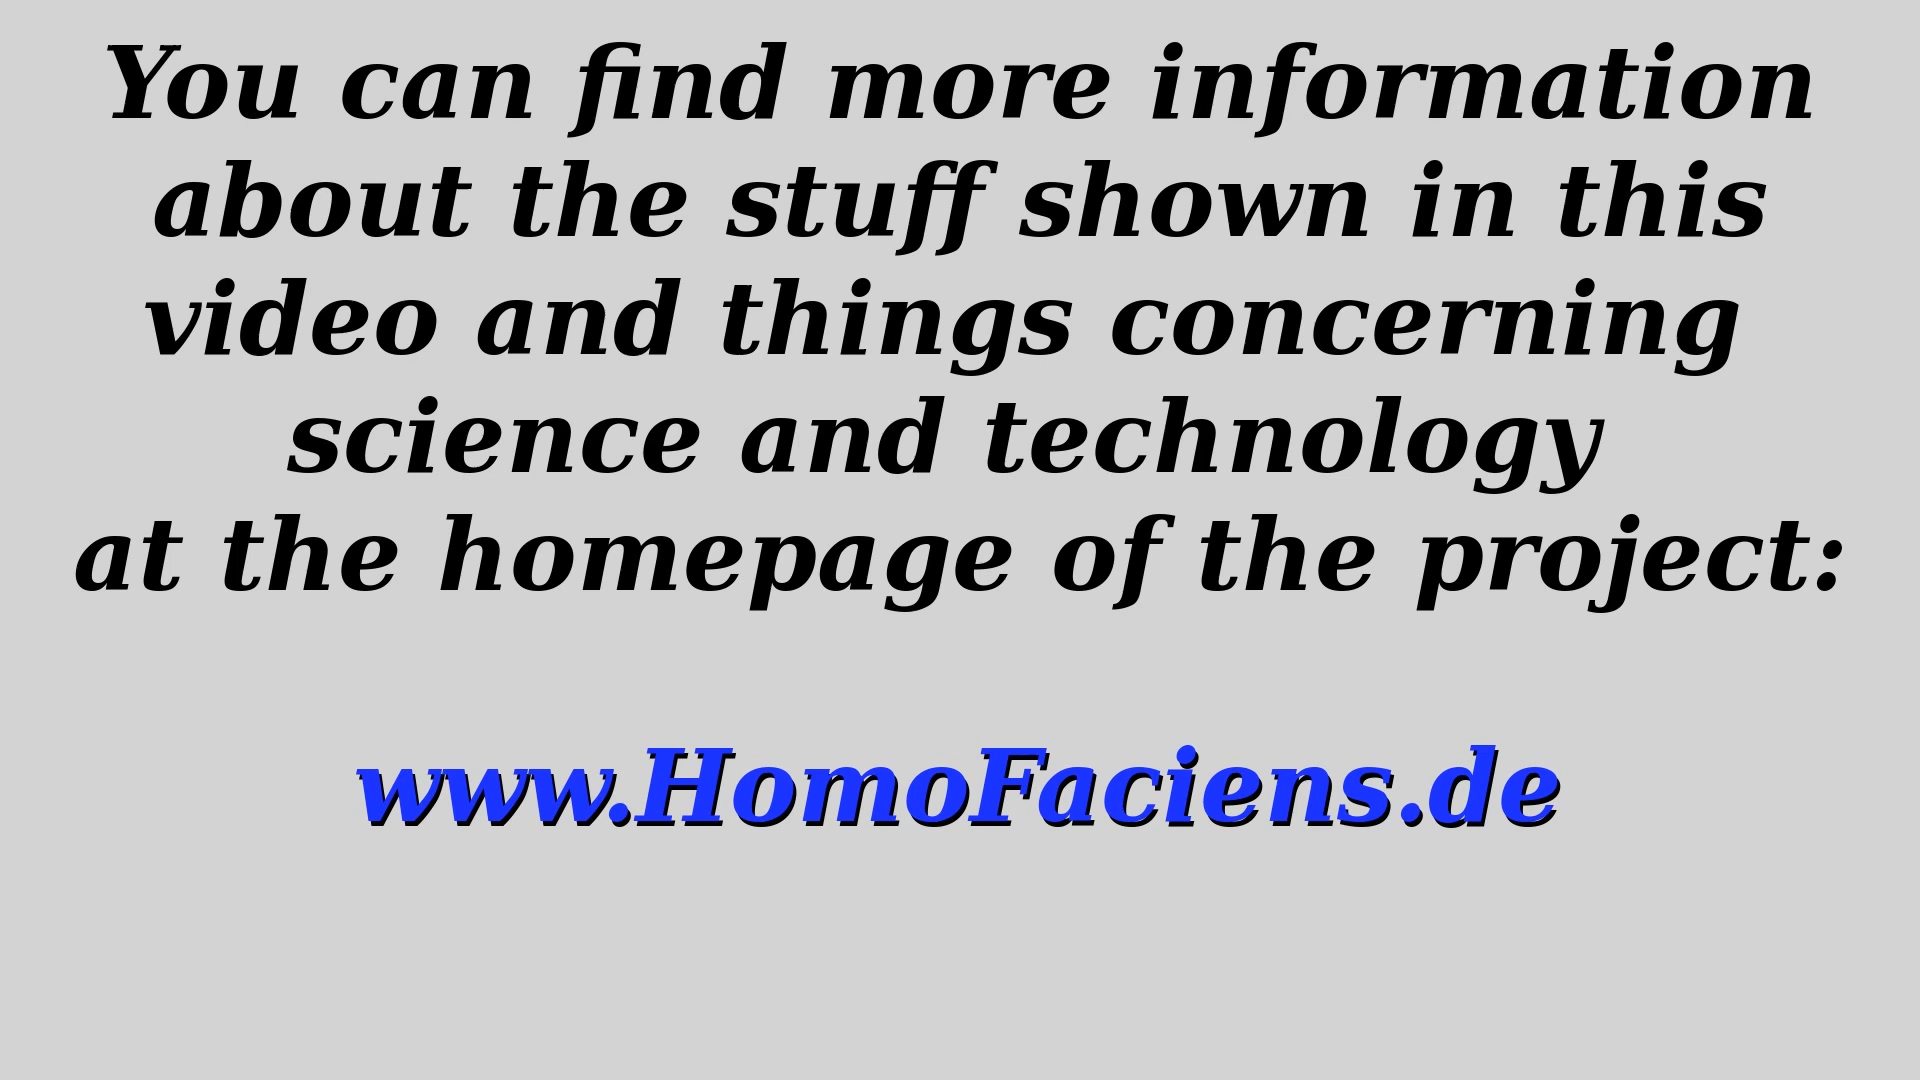 You can find more information
about the stuff shown in this
video and things concerning
science and technology
at the homepage of the project:
www.HomoFaciens.de